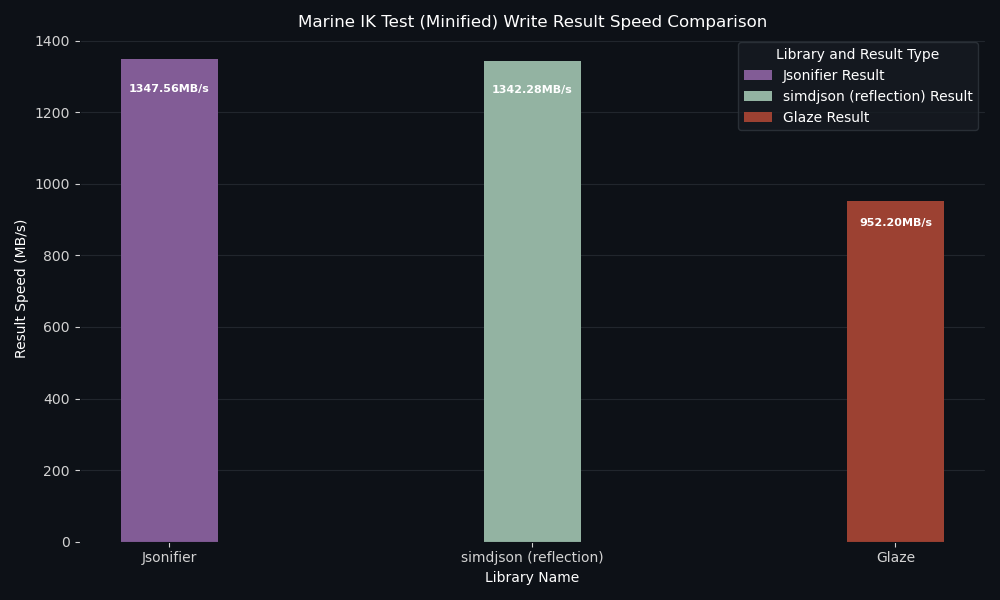 Marine IK Test (Minified) Write Result Speed Comparison
Library and Result Type
Jsonifier Result
simdjson (reflection) Result
Glaze Result
1347.56MB/s
1342.28MB/s
952.20MB/s
Result Speed (MB/s)
1400
1200
1000
800
600
400
200
0
Jsonifier
simdjson (reflection)
Glaze
Library Name